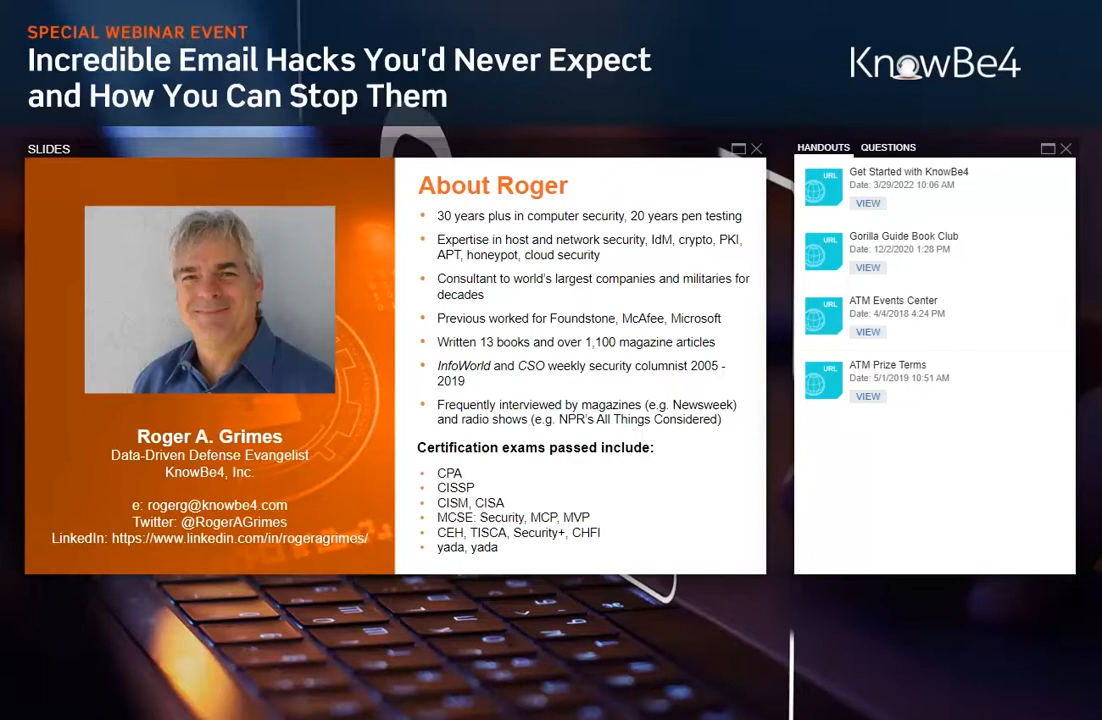 SPECIAL WEBINAR EVENT
Incredible Email Hacks You'd Never Expect
and How You Can Stop Them
KnowBe4
SLIDES
Roger A. Grimes
Data-Driven Defense Evangelist
KnowBe4, Inc.
e: rogerg@knowbe4.com
Twitter: @RogerAGrimes
LinkedIn: https://www.linkedin.com/in/rogeragrimes/
About Roger
• 30 years plus in computer security, 20 years pen testing
• Expertise in host and network security, IdM, crypto, PKI,
APT, honeypot, cloud security
• Consultant to world's largest companies and militaries for
decades
• Previous worked for Foundstone, McAfee, Microsoft
• Written 13 books and over 1,100 magazine articles
• InfoWorld and CSO weekly security columnist 2005 -
2019
• Frequently interviewed by magazines (e.g. Newsweek)
and radio shows (e.g. NPR's All Things Considered)
Certification exams passed include:
• CPA
• CISSP
• CISM, CISA
• MCSE: Security, MCP, MVP
• CEH, TISCA, Security+, CHFI
• yada, yada
HANDOUTS QUESTIONS
URL
Get Started with KnowBe4
Date: 3/29/2022 10:06 AM
VIEW
URL
Gorilla Guide Book Club
Date: 12/2/2020 1:28 PM
VIEW
URL
ATM Events Center
Date: 4/4/2018 4:24 PM
VIEW
URL
ATM Prize Terms
Date: 5/1/2019 10:51 AM
VIEW